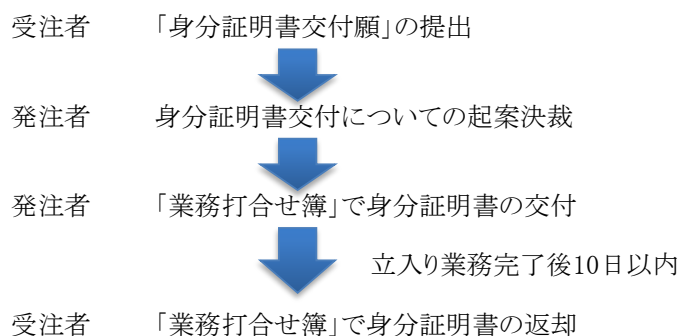 受注者　「身分証明書交付願」の提出
発注者　身分証明書交付についての起案決裁
発注者　「業務打合せ簿」で身分証明書の交付
立入り業務完了後10日以内
受注者　「業務打合せ簿」で身分証明書の返却